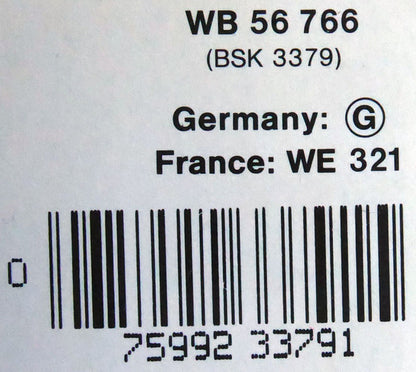 WB 56 766
(BSK 3379)
Germany: Ⓖ
France: WE 321
0
75992 33791